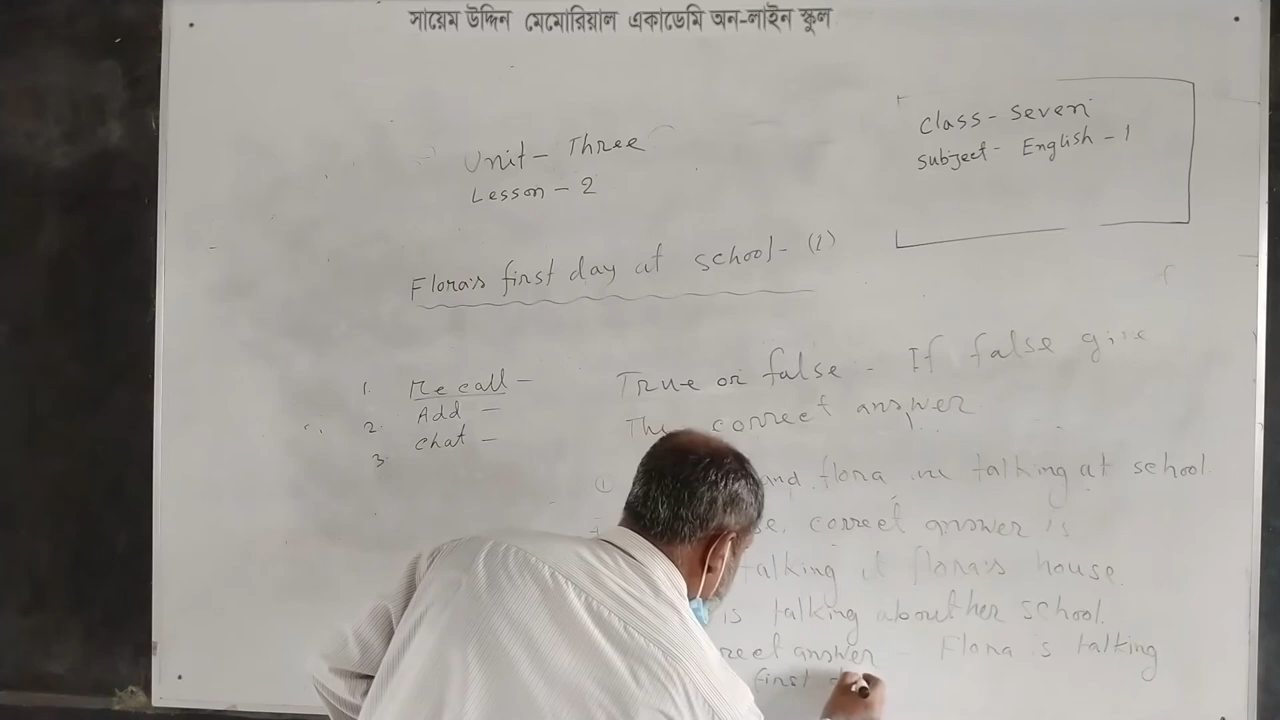 সায়েম উদ্দিন মেমোরিয়াল একাডেমি অন-লাইন স্কুল
Class - Seven
Subject - English - 1
Unit - Three
Lesson - 2
Flora's first day at school - (1)
1. Recall -
2. Add -
3. Chat -
True or false - If false give
The correct answer
(1) and flora are talking at school.
correct answer is
talking at flora's house.
is talking about her school.
answer - Flora is talking
first